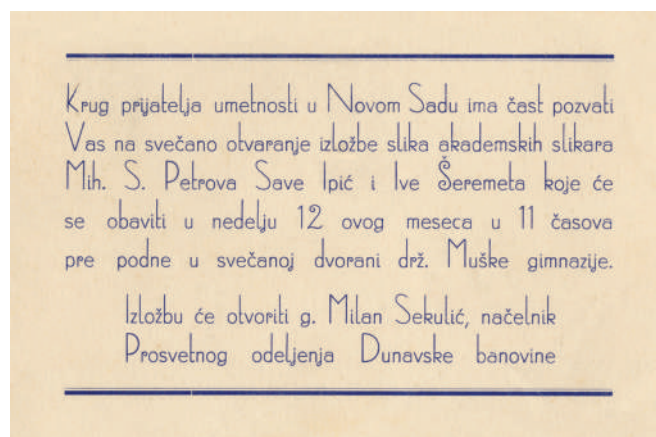 Krug prijatelja umetnosti u Novom Sadu ima čast pozvati
Vas na svečano otvaranje izložbe slika akademskih slikara
Mih. S. Petrova Save Ipić i Ive Šeremeta koje će
se obaviti u nedelju 12 ovog meseca u 11 časova
pre podne u svečanoj dvorani drž. Muške gimnazije.
Izložbu će otvoriti g. Milan Sekulić, načelnik
Prosvetnog odeljenja Dunavske banovine